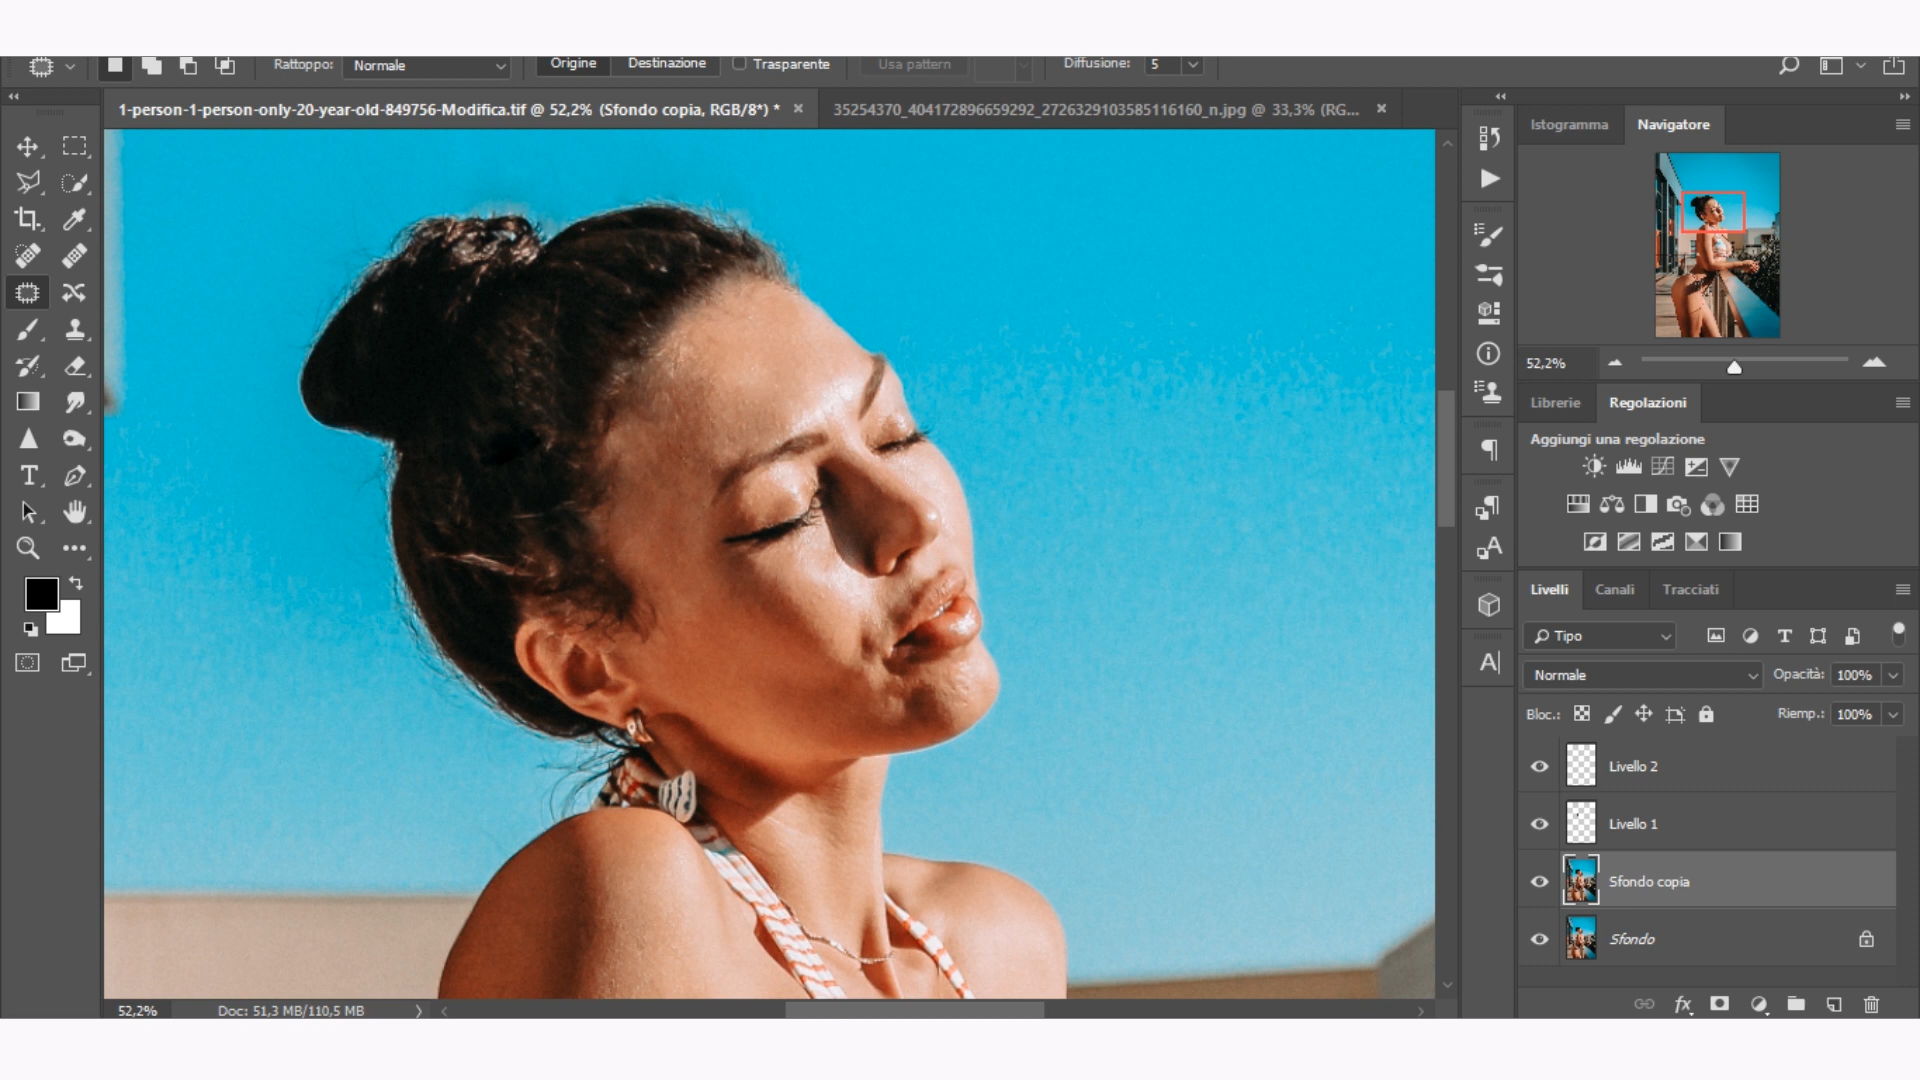 Rattoppo: Normale Origine Destinazione Trasparente Usa pattern Diffusione: 5
1-person-1-person-only-20-year-old-849756-Modifica.tif @ 52,2% (Sfondo copia, RGB/8*) * × 35254370_404172896659292_2726329103585116160_n.jpg @ 33,3% (RG... ×
Istogramma Navigatore
52,2%
Librerie Regolazioni
Aggiungi una regolazione
Livelli Canali Tracciati
Tipo
Normale Opacità: 100%
Bloc.: Riemp.: 100%
Livello 2
Livello 1
Sfondo copia
Sfondo
52,2% Doc: 51,3 MB/110,5 MB